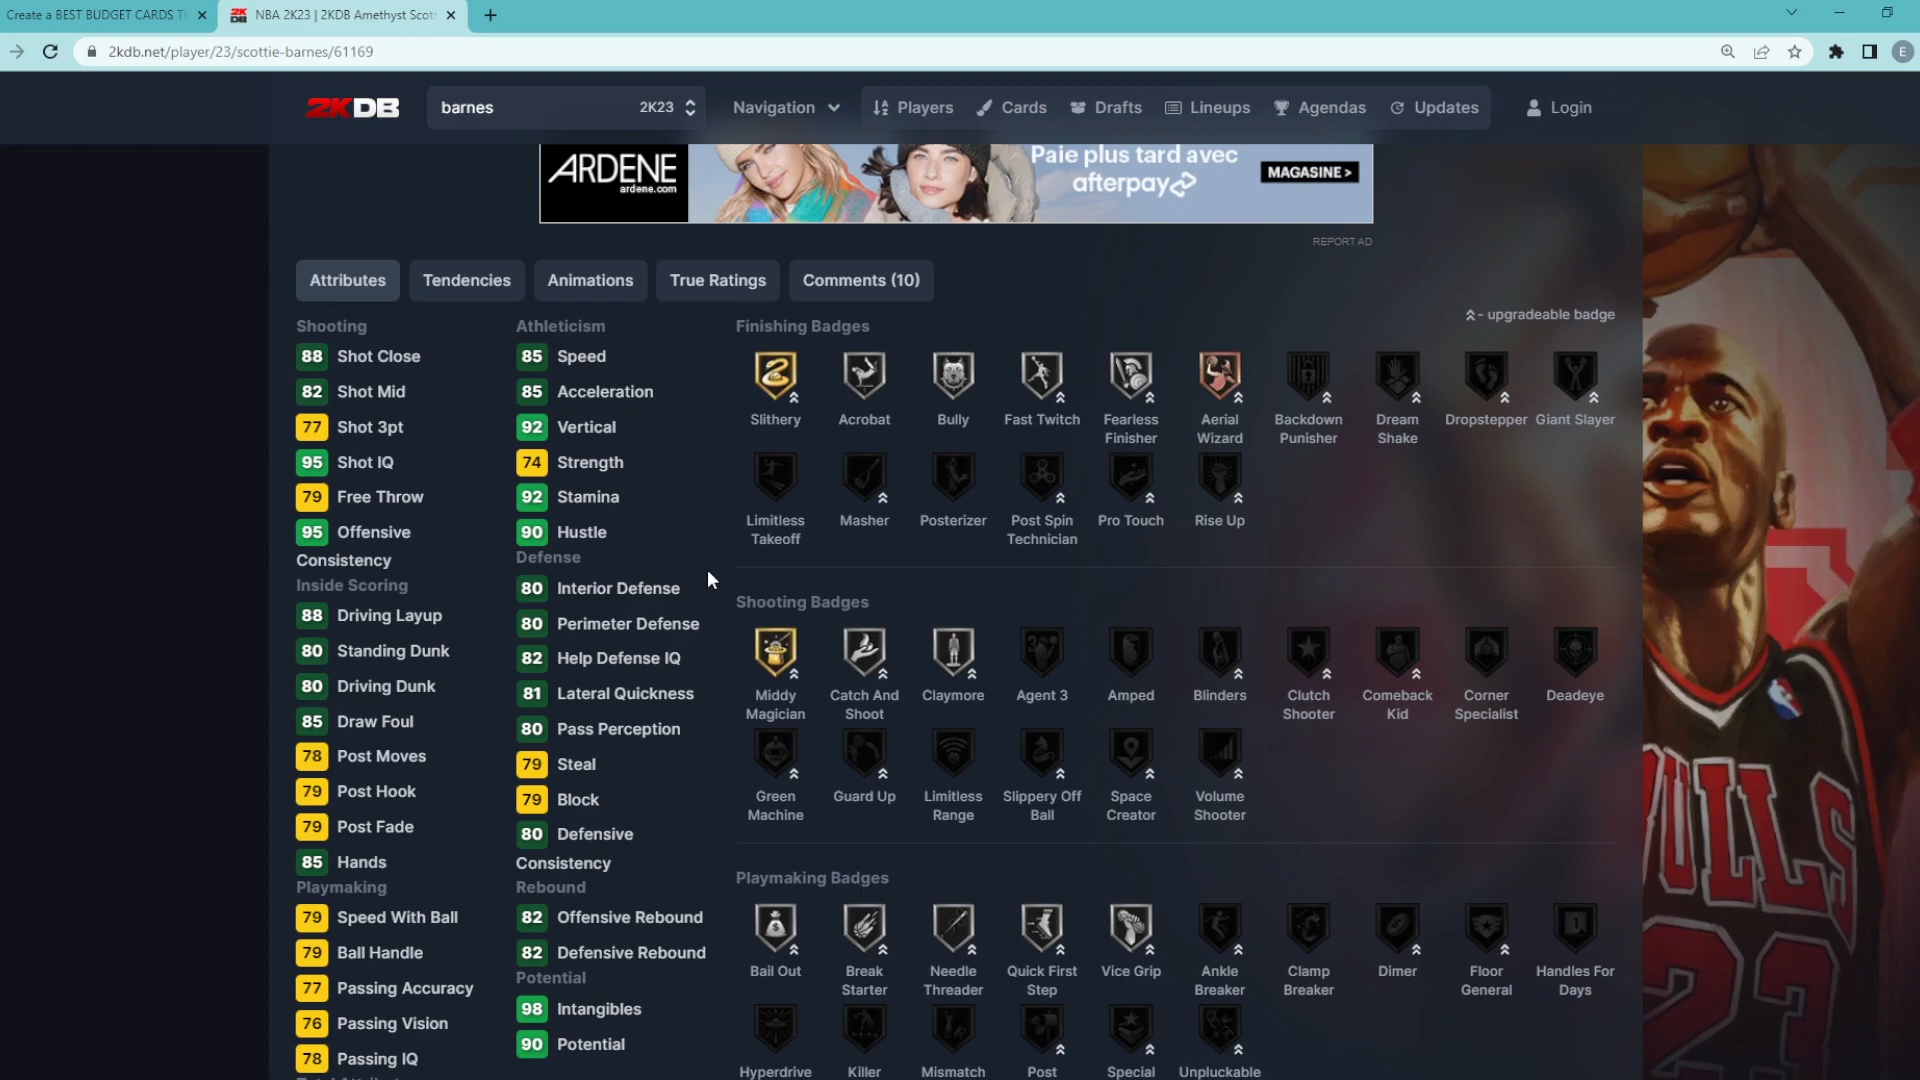 Create a BEST BUDGET CARDS T
NBA 2K23 | 2KDB Amethyst Scott
2kdb.net/player/23/scottie-barnes/61169
E
2KDB
barnes
2K23
Navigation
Players
Cards
Drafts
Lineups
Agendas
Updates
Login
ARDENE
ardene.com
Paie plus tard avec
afterpay
MAGASINE >
REPORT AD
Attributes
Tendencies
Animations
True Ratings
Comments (10)
- upgradeable badge
Shooting
88 Shot Close
82 Shot Mid
77 Shot 3pt
95 Shot IQ
79 Free Throw
95 Offensive
Consistency
Inside Scoring
88 Driving Layup
80 Standing Dunk
80 Driving Dunk
85 Draw Foul
78 Post Moves
79 Post Hook
79 Post Fade
85 Hands
Playmaking
79 Speed With Ball
79 Ball Handle
77 Passing Accuracy
76 Passing Vision
78 Passing IQ
Athleticism
85 Speed
85 Acceleration
92 Vertical
74 Strength
92 Stamina
90 Hustle
Defense
80 Interior Defense
80 Perimeter Defense
82 Help Defense IQ
81 Lateral Quickness
80 Pass Perception
79 Steal
79 Block
80 Defensive
Consistency
Rebound
82 Offensive Rebound
82 Defensive Rebound
Potential
98 Intangibles
90 Potential
Finishing Badges
Slithery
Acrobat
Bully
Fast Twitch
Fearless
Finisher
Aerial
Wizard
Backdown
Punisher
Dream
Shake
Dropstepper
Giant Slayer
Limitless
Takeoff
Masher
Posterizer
Post Spin
Technician
Pro Touch
Rise Up
Shooting Badges
Middy
Magician
Catch And
Shoot
Claymore
Agent 3
Amped
Blinders
Clutch
Shooter
Comeback
Kid
Corner
Specialist
Deadeye
Green
Machine
Guard Up
Limitless
Range
Slippery Off
Ball
Space
Creator
Volume
Shooter
Playmaking Badges
Bail Out
Break
Starter
Needle
Threader
Quick First
Step
Vice Grip
Ankle
Breaker
Clamp
Breaker
Dimer
Floor
General
Handles For
Days
Hyperdrive
Killer
Mismatch
Post
Special
Unpluckable
BULLS
23